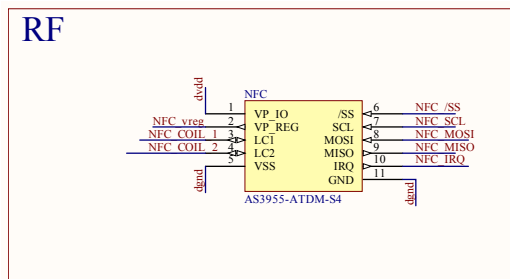 RF
dvdd
NFC
1 VP_IO /SS 6 NFC_/SS
NFC_vreg 2 VP_REG SCL 7 NFC_SCL
NFC_COIL_1 3 LC1 MOSI 8 NFC_MOSI
NFC_COIL_2 4 LC2 MISO 9 NFC_MISO
5 VSS IRQ 10 NFC_IRQ
GND 11
dgnd
AS3955-ATDM-S4
dgnd